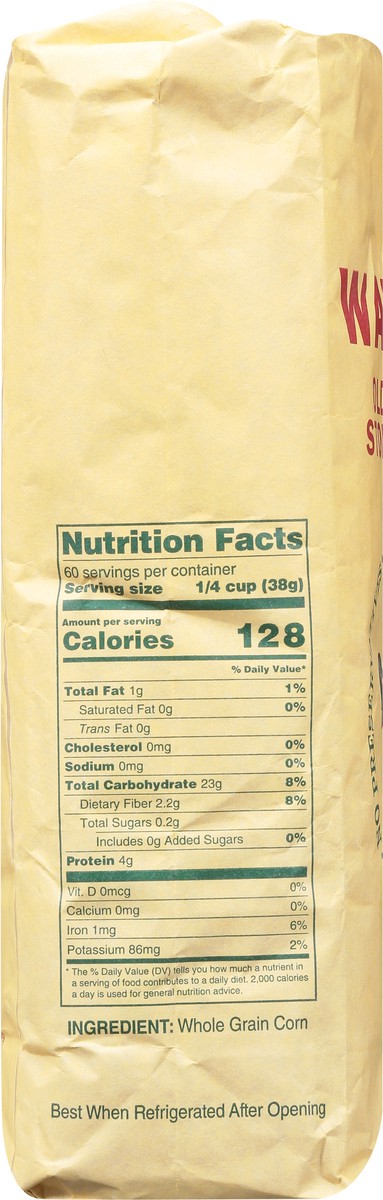 WA
OLD
STO
Nutrition Facts
60 servings per container
Serving size 1/4 cup (38g)
Amount per serving
Calories 128
% Daily Value*
Total Fat 1g 1%
Saturated Fat 0g 0%
Trans Fat 0g
Cholesterol 0mg 0%
Sodium 0mg 0%
Total Carbohydrate 23g 8%
Dietary Fiber 2.2g 8%
Total Sugars 0.2g
Includes 0g Added Sugars 0%
Protein 4g
Vit. D 0mcg 0%
Calcium 0mg 0%
Iron 1mg 6%
Potassium 86mg 2%
* The % Daily Value (DV) tells you how much a nutrient in
a serving of food contributes to a daily diet. 2,000 calories
a day is used for general nutrition advice.
INGREDIENT: Whole Grain Corn
Best When Refrigerated After Opening